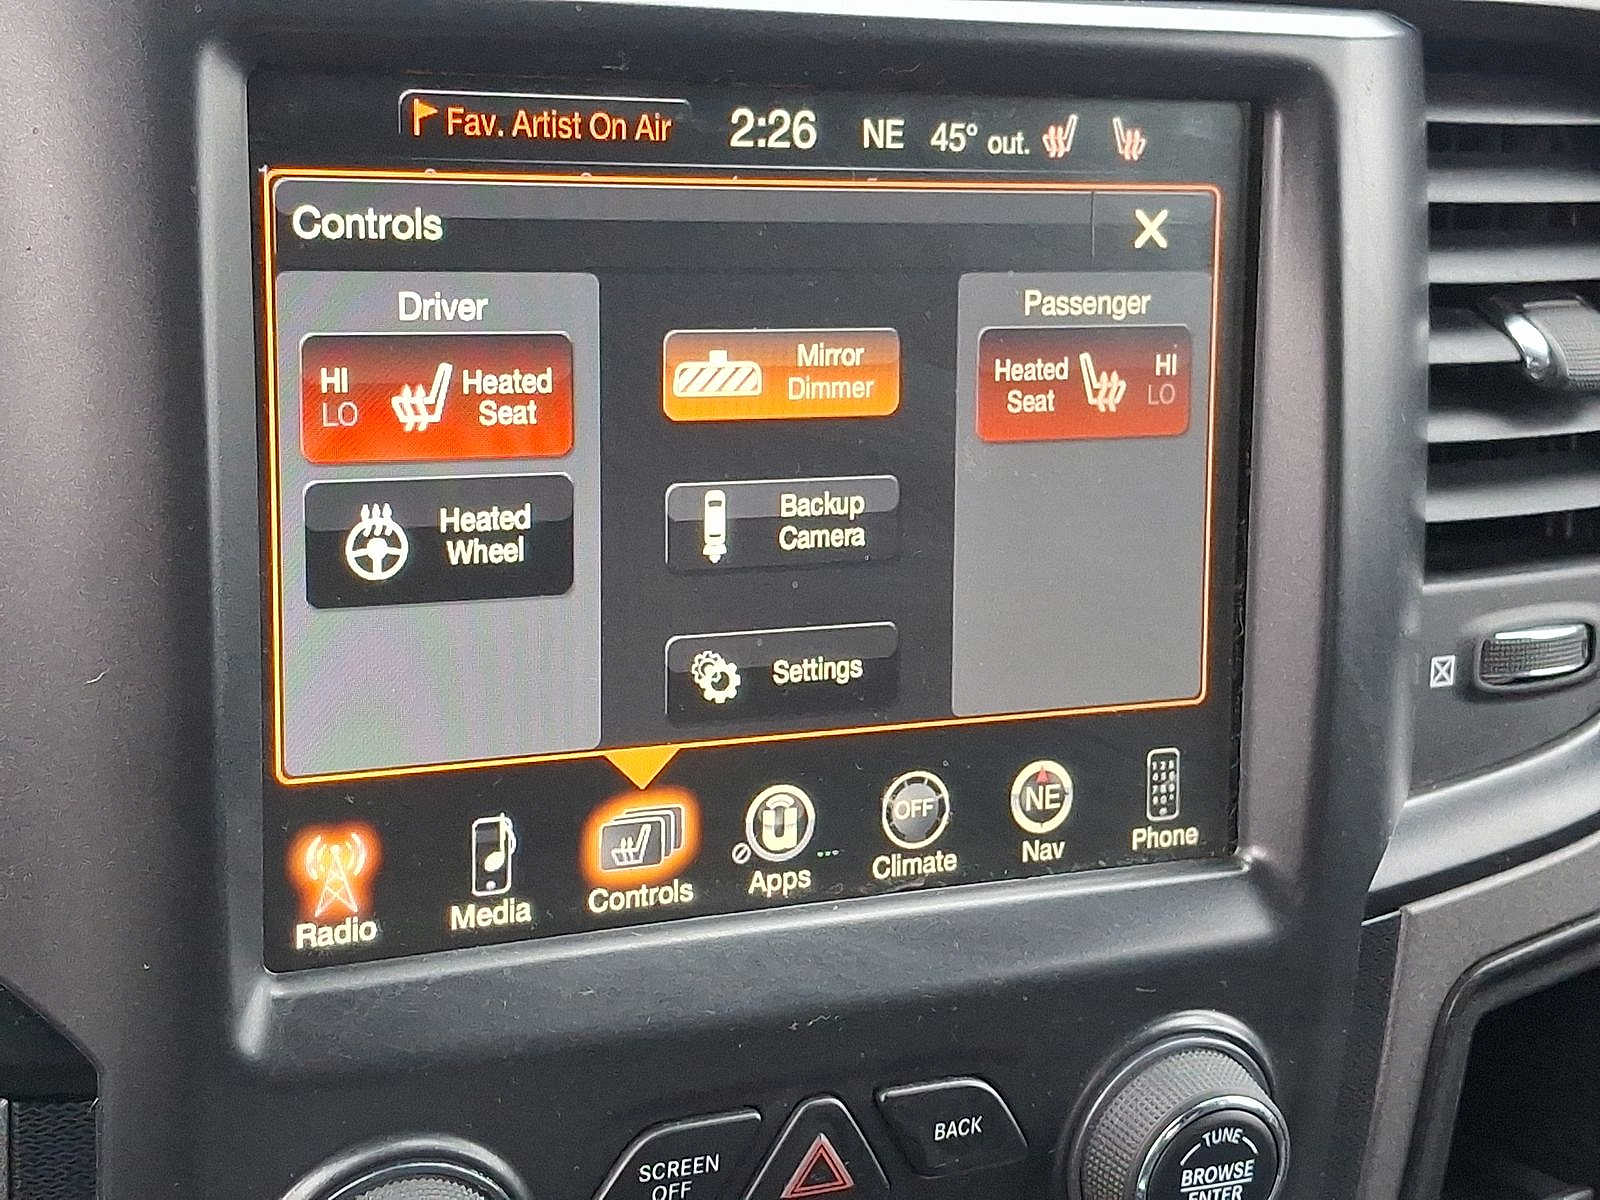 Fav. Artist On Air 2:26 NE 45° out.
Controls X
Driver
HI
LO
Heated
Seat
Heated
Wheel
Mirror
Dimmer
Backup
Camera
Settings
Passenger
Heated
Seat
HI
LO
Radio
Media
Controls
Apps
OFF
Climate
NE
Nav
Phone
SCREEN
OFF
BACK
TUNE
BROWSE
ENTER